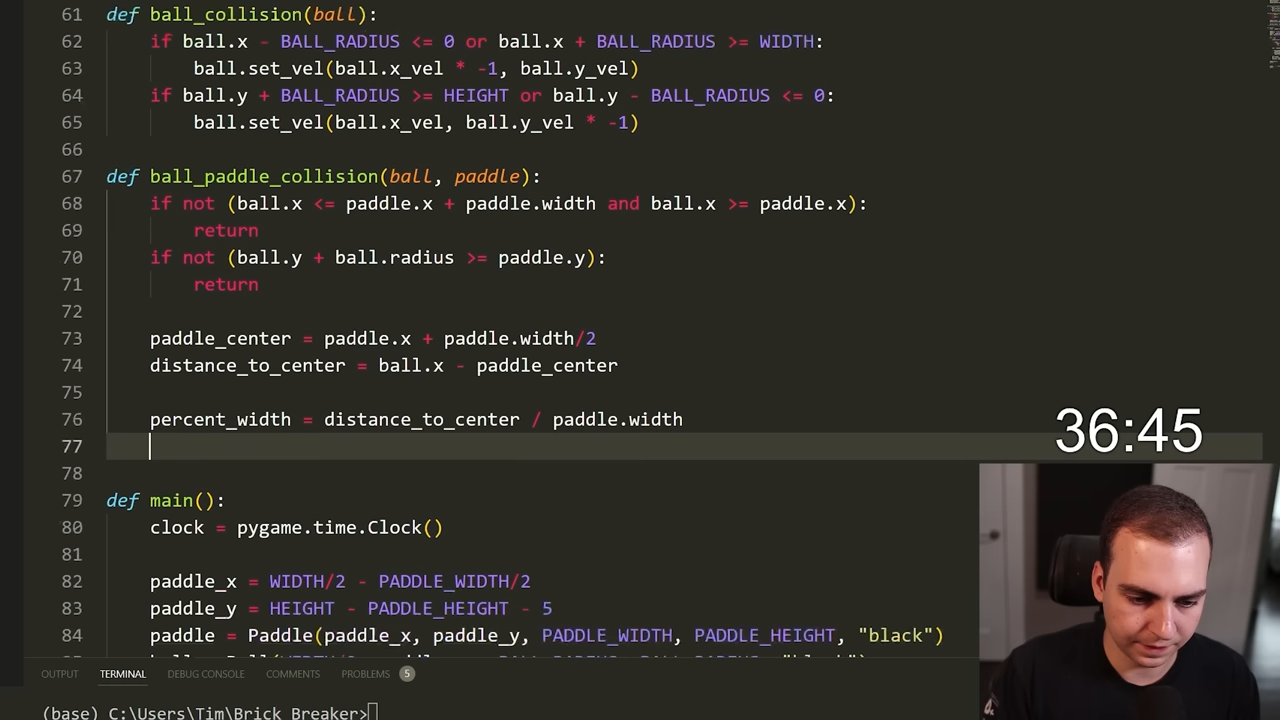 61 def ball_collision(ball):
62 if ball.x - BALL_RADIUS <= 0 or ball.x + BALL_RADIUS >= WIDTH:
63 ball.set_vel(ball.x_vel * -1, ball.y_vel)
64 if ball.y + BALL_RADIUS >= HEIGHT or ball.y - BALL_RADIUS <= 0:
65 ball.set_vel(ball.x_vel, ball.y_vel * -1)
66
67 def ball_paddle_collision(ball, paddle):
68 if not (ball.x <= paddle.x + paddle.width and ball.x >= paddle.x):
69 return
70 if not (ball.y + ball.radius >= paddle.y):
71 return
72
73 paddle_center = paddle.x + paddle.width/2
74 distance_to_center = ball.x - paddle_center
75
76 percent_width = distance_to_center / paddle.width
77
36:45
78
79 def main():
80 clock = pygame.time.Clock()
81
82 paddle_x = WIDTH/2 - PADDLE_WIDTH/2
83 paddle_y = HEIGHT - PADDLE_HEIGHT - 5
84 paddle = Paddle(paddle_x, paddle_y, PADDLE_WIDTH, PADDLE_HEIGHT, "black")
OUTPUT TERMINAL DEBUG CONSOLE COMMENTS PROBLEMS 5
(base) C:\Users\Tim\Brick Breaker>